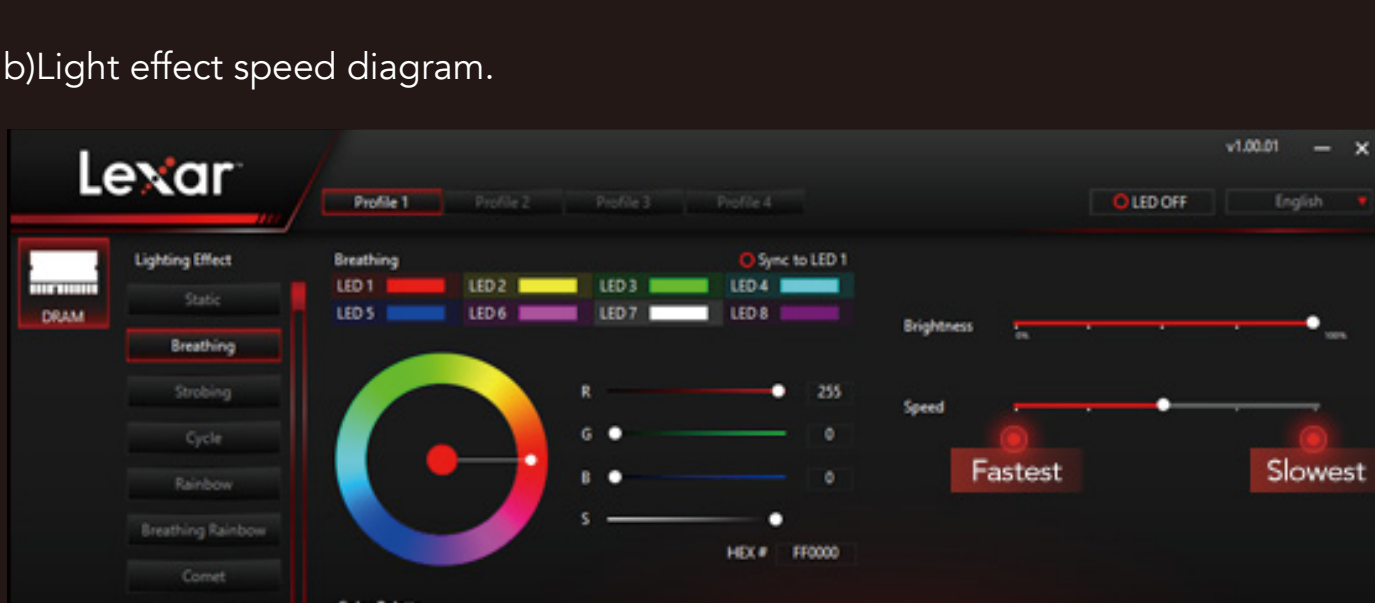 b)Light effect speed diagram.
v1.00.01
Lexar
Profile 1 Profile 2 Profile 3 Profile 4
LED OFF English
DRAM
Lighting Effect
Static
Breathing
Strobing
Cycle
Rainbow
Breathing Rainbow
Comet
Breathing Sync to LED 1
LED 1 LED 2 LED 3 LED 4
LED 5 LED 6 LED 7 LED 8
R 255
G 0
B 0
S
HEX # FF0000
Brightness
0% 100%
Speed
Fastest Slowest